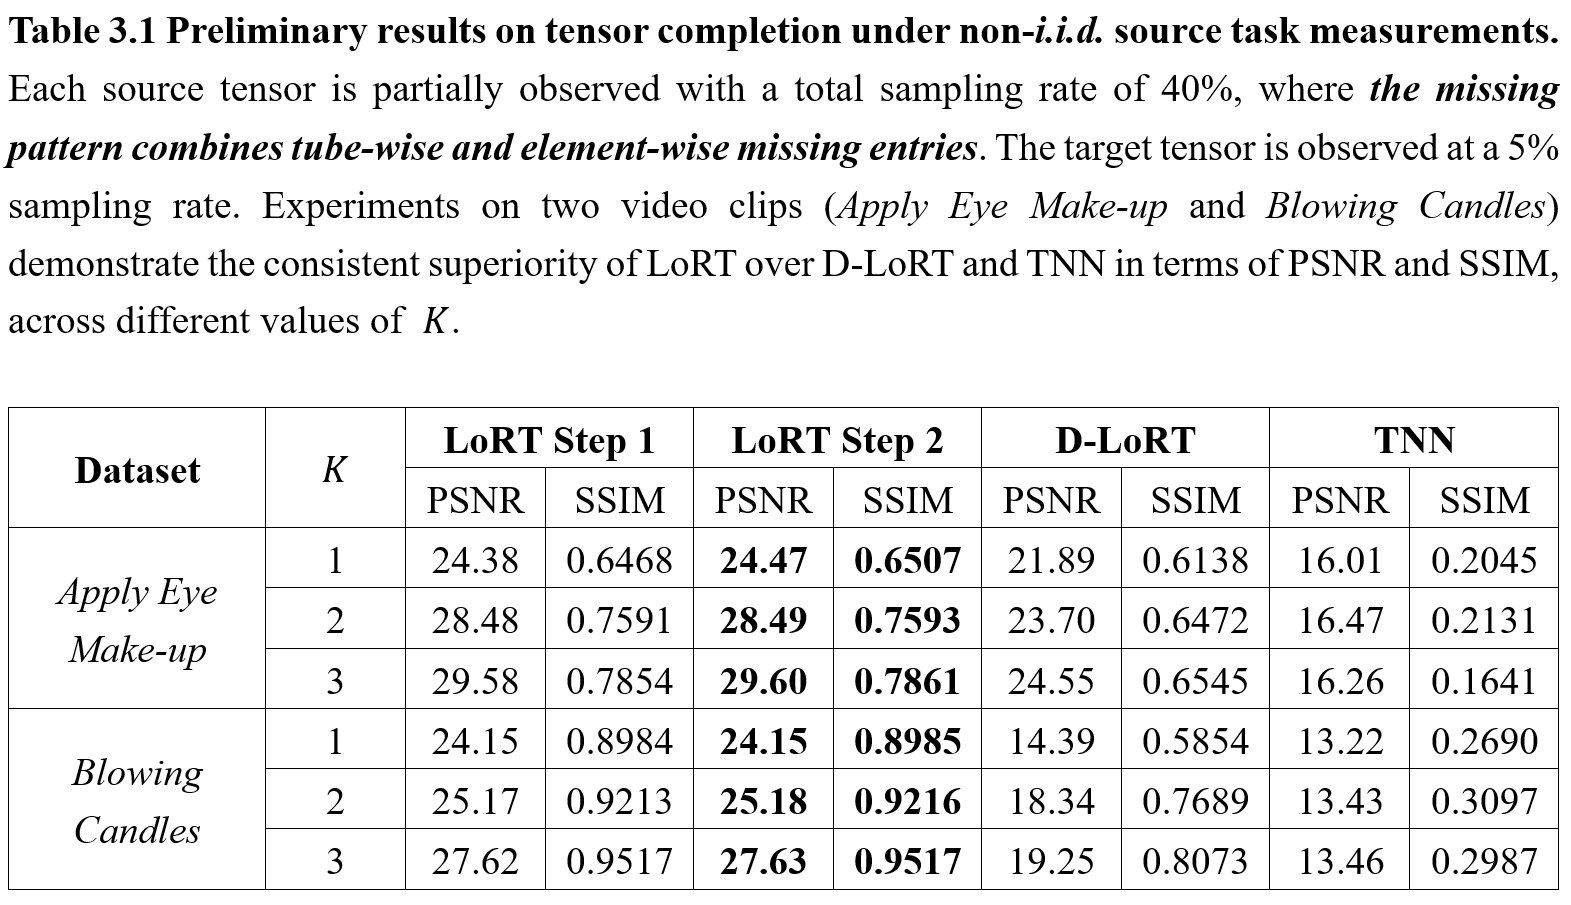 Table 3.1 Preliminary results on tensor completion under non-i.i.d. source task measurements.
Each source tensor is partially observed with a total sampling rate of 40%, where the missing
pattern combines tube-wise and element-wise missing entries. The target tensor is observed at a 5%
sampling rate. Experiments on two video clips (Apply Eye Make-up and Blowing Candles)
demonstrate the consistent superiority of LoRT over D-LoRT and TNN in terms of PSNR and SSIM,
across different values of K.
Dataset K LoRT Step 1 LoRT Step 2 D-LoRT TNN
PSNR SSIM PSNR SSIM PSNR SSIM PSNR SSIM
Apply Eye Make-up
1 24.38 0.6468 24.47 0.6507 21.89 0.6138 16.01 0.2045
2 28.48 0.7591 28.49 0.7593 23.70 0.6472 16.47 0.2131
3 29.58 0.7854 29.60 0.7861 24.55 0.6545 16.26 0.1641
Blowing Candles
1 24.15 0.8984 24.15 0.8985 14.39 0.5854 13.22 0.2690
2 25.17 0.9213 25.18 0.9216 18.34 0.7689 13.43 0.3097
3 27.62 0.9517 27.63 0.9517 19.25 0.8073 13.46 0.2987